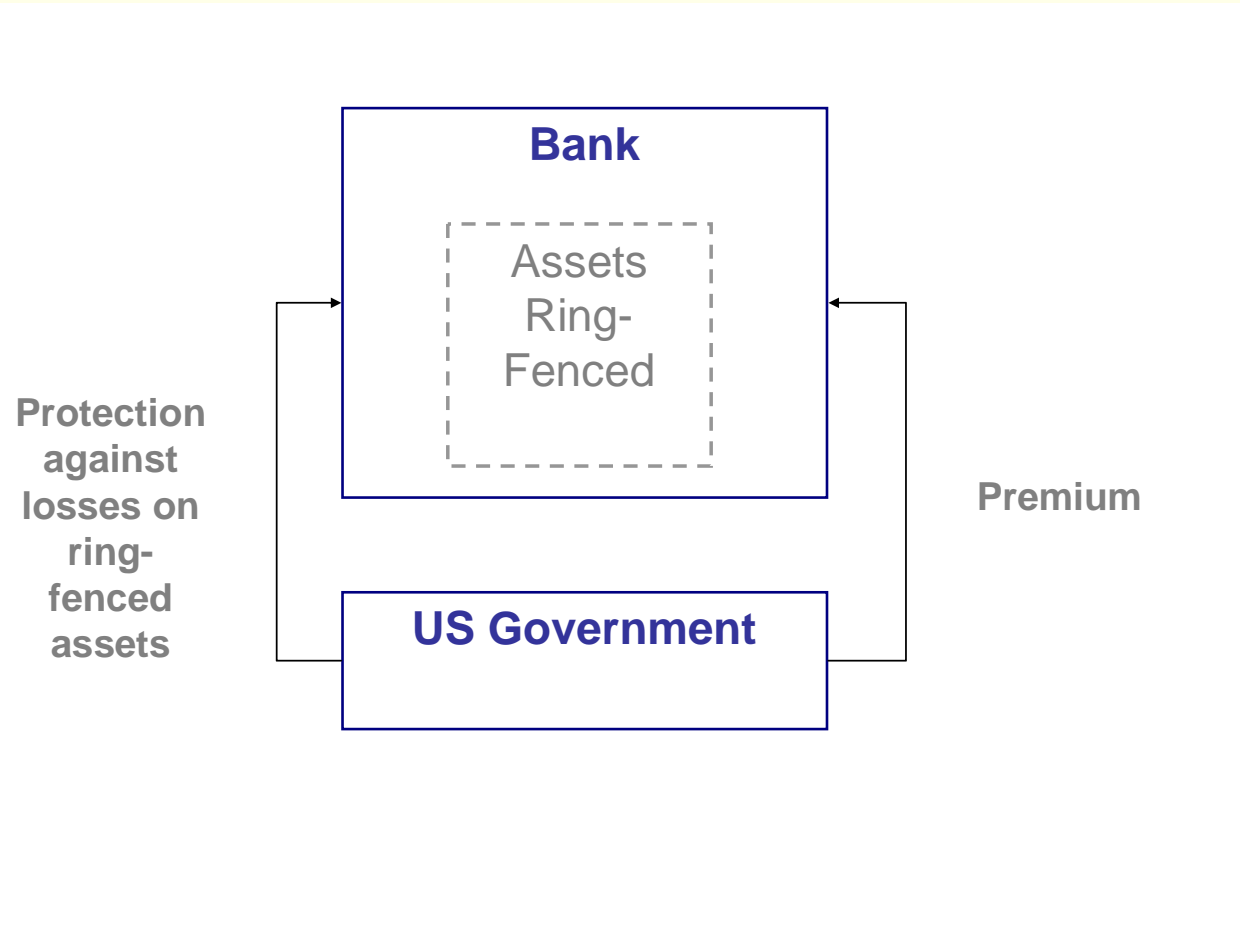 Bank
Assets
Ring-
Fenced
Protection
against
losses on
ring-
fenced
assets
Premium
US Government